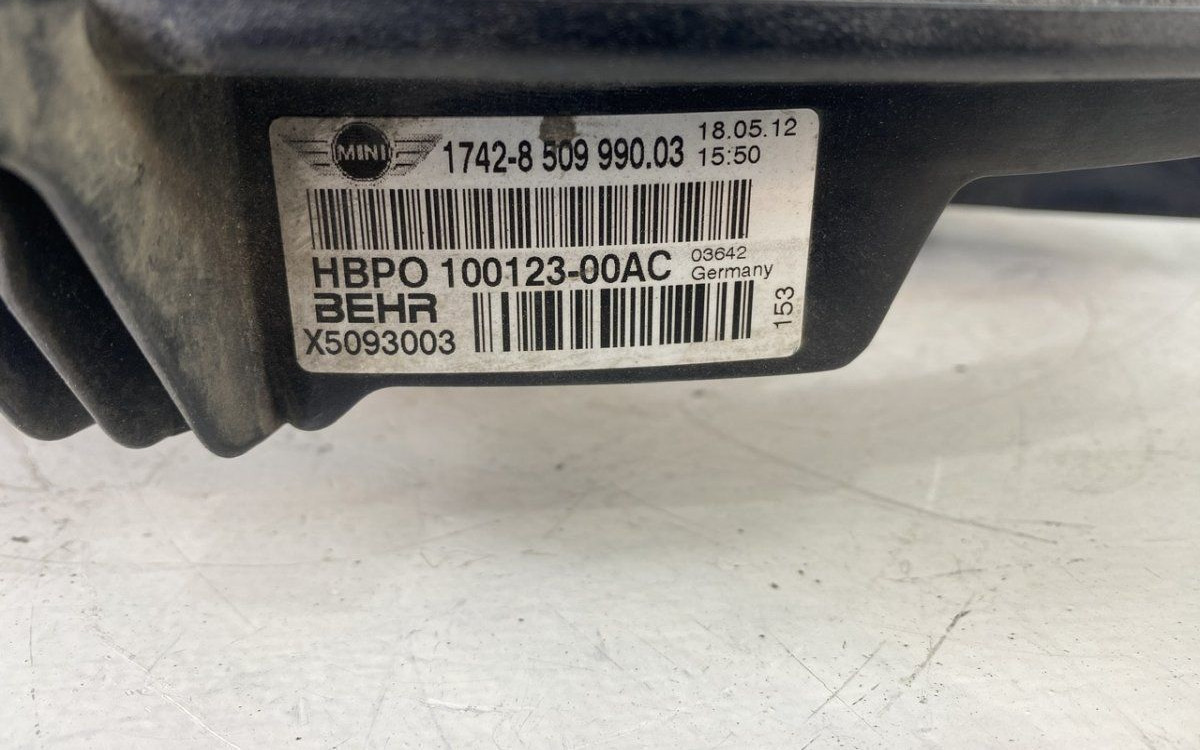 MINI 1742-8 509 990.03 18.05.12
15:50
HBPO 100123-00AC 03642
Germany
BEHR
X5093003
153